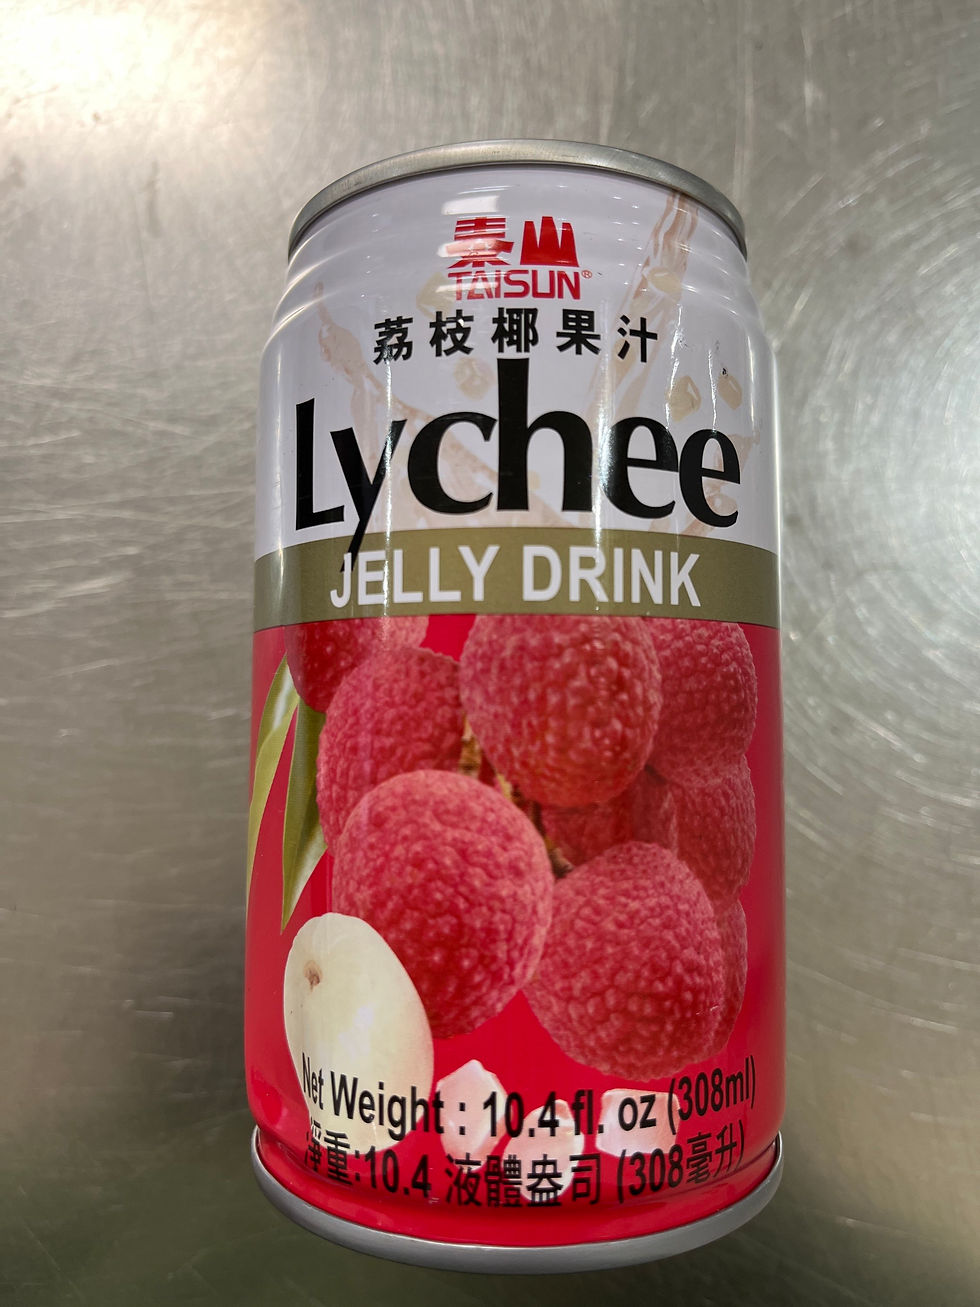 泰山
TAISUN®
荔枝椰果汁
Lychee
JELLY DRINK
Net Weight : 10.4 fl. oz (308ml)
淨重:10.4 液體盎司 (308毫升)